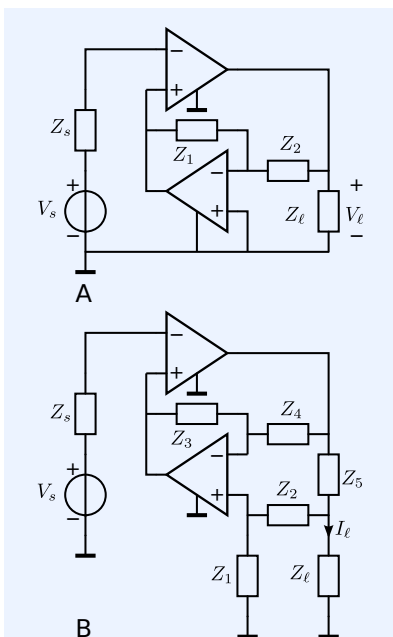 −
+
Z_s
Z_1
Z_2
−
+
+
V_s
−
Z_ℓ
+
V_ℓ
−
A
−
+
Z_s
Z_3
Z_4
−
+
+
V_s
−
Z_5
Z_2
I_ℓ
Z_1
Z_ℓ
B